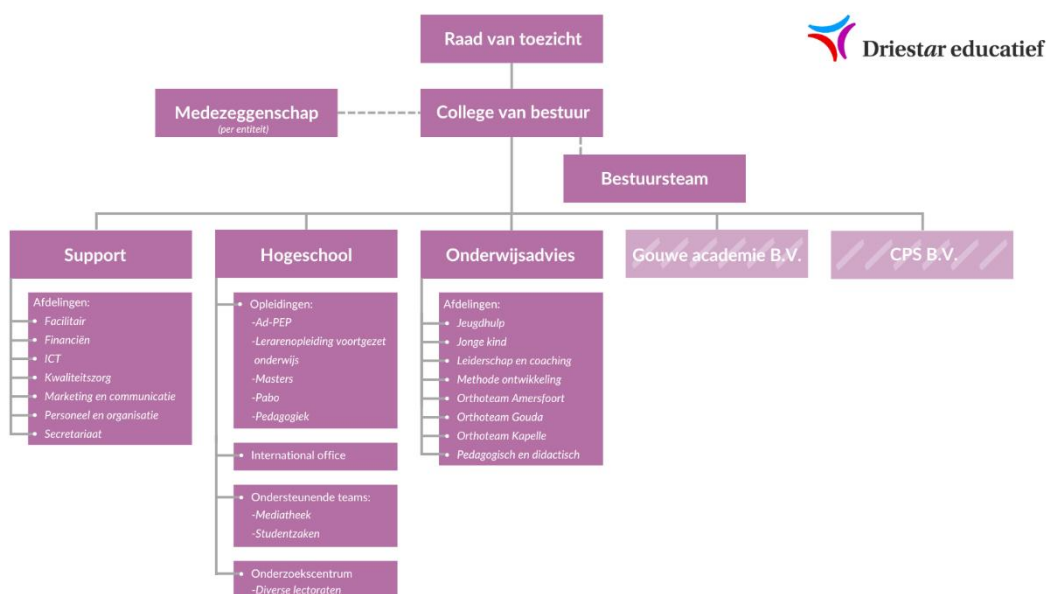 Raad van toezicht
Driestar educatief
College van bestuur
Medezeggenschap
(per entiteit)
Bestuursteam
Support
Afdelingen:
Facilitair
Financiën
ICT
Kwaliteitszorg
Marketing en communicatie
Personeel en organisatie
Secretariaat
Hogeschool
Opleidingen:
-Ad-PEP
-Lerarenopleiding voortgezet
onderwijs
-Masters
-Pabo
-Pedagogiek
International office
Ondersteunende teams:
-Mediatheek
-Studentzaken
Onderzoekscentrum
-Diverse lectoraten
Onderwijsadvies
Afdelingen:
Jeugdhulp
Jonge kind
Leiderschap en coaching
Methode ontwikkeling
Orthoteam Amersfoort
Orthoteam Gouda
Orthoteam Kapelle
Pedagogisch en didactisch
Gouwe academie B.V.
CPS B.V.